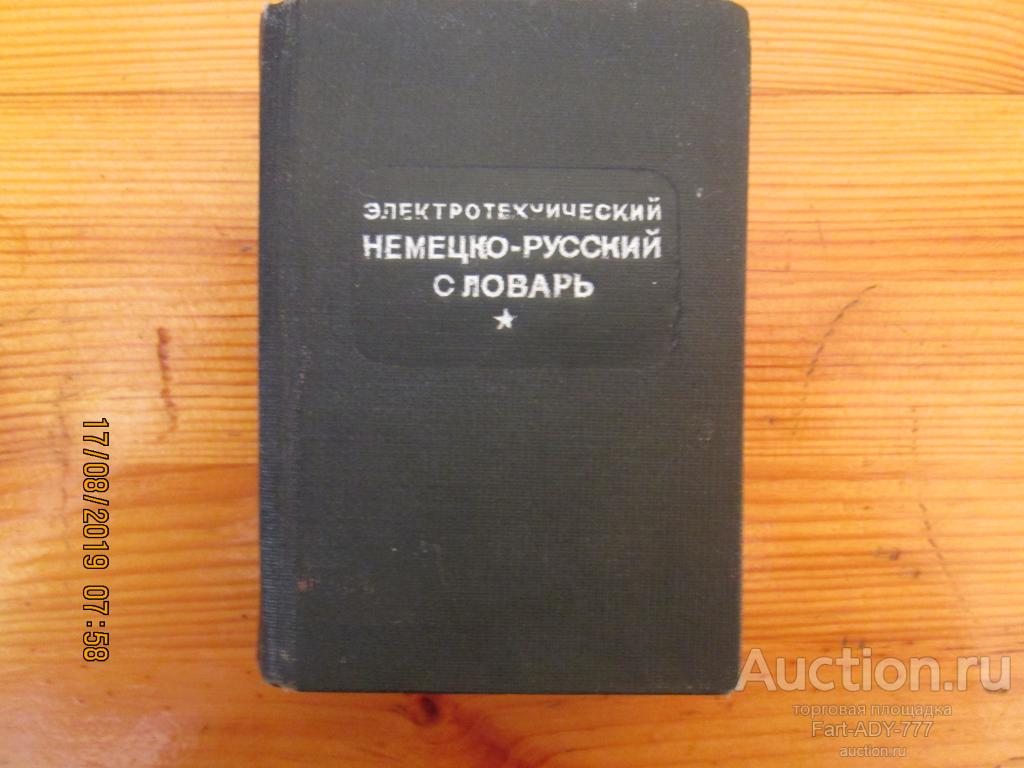 ЭЛЕКТРОТЕХНИЧЕСКИЙ
НЕМЕЦКО-РУССКИЙ
СЛОВАРЬ
17/08/2019 07:58
Auction.ru
торговая площадка
Fart-ADY-777
auction.ru